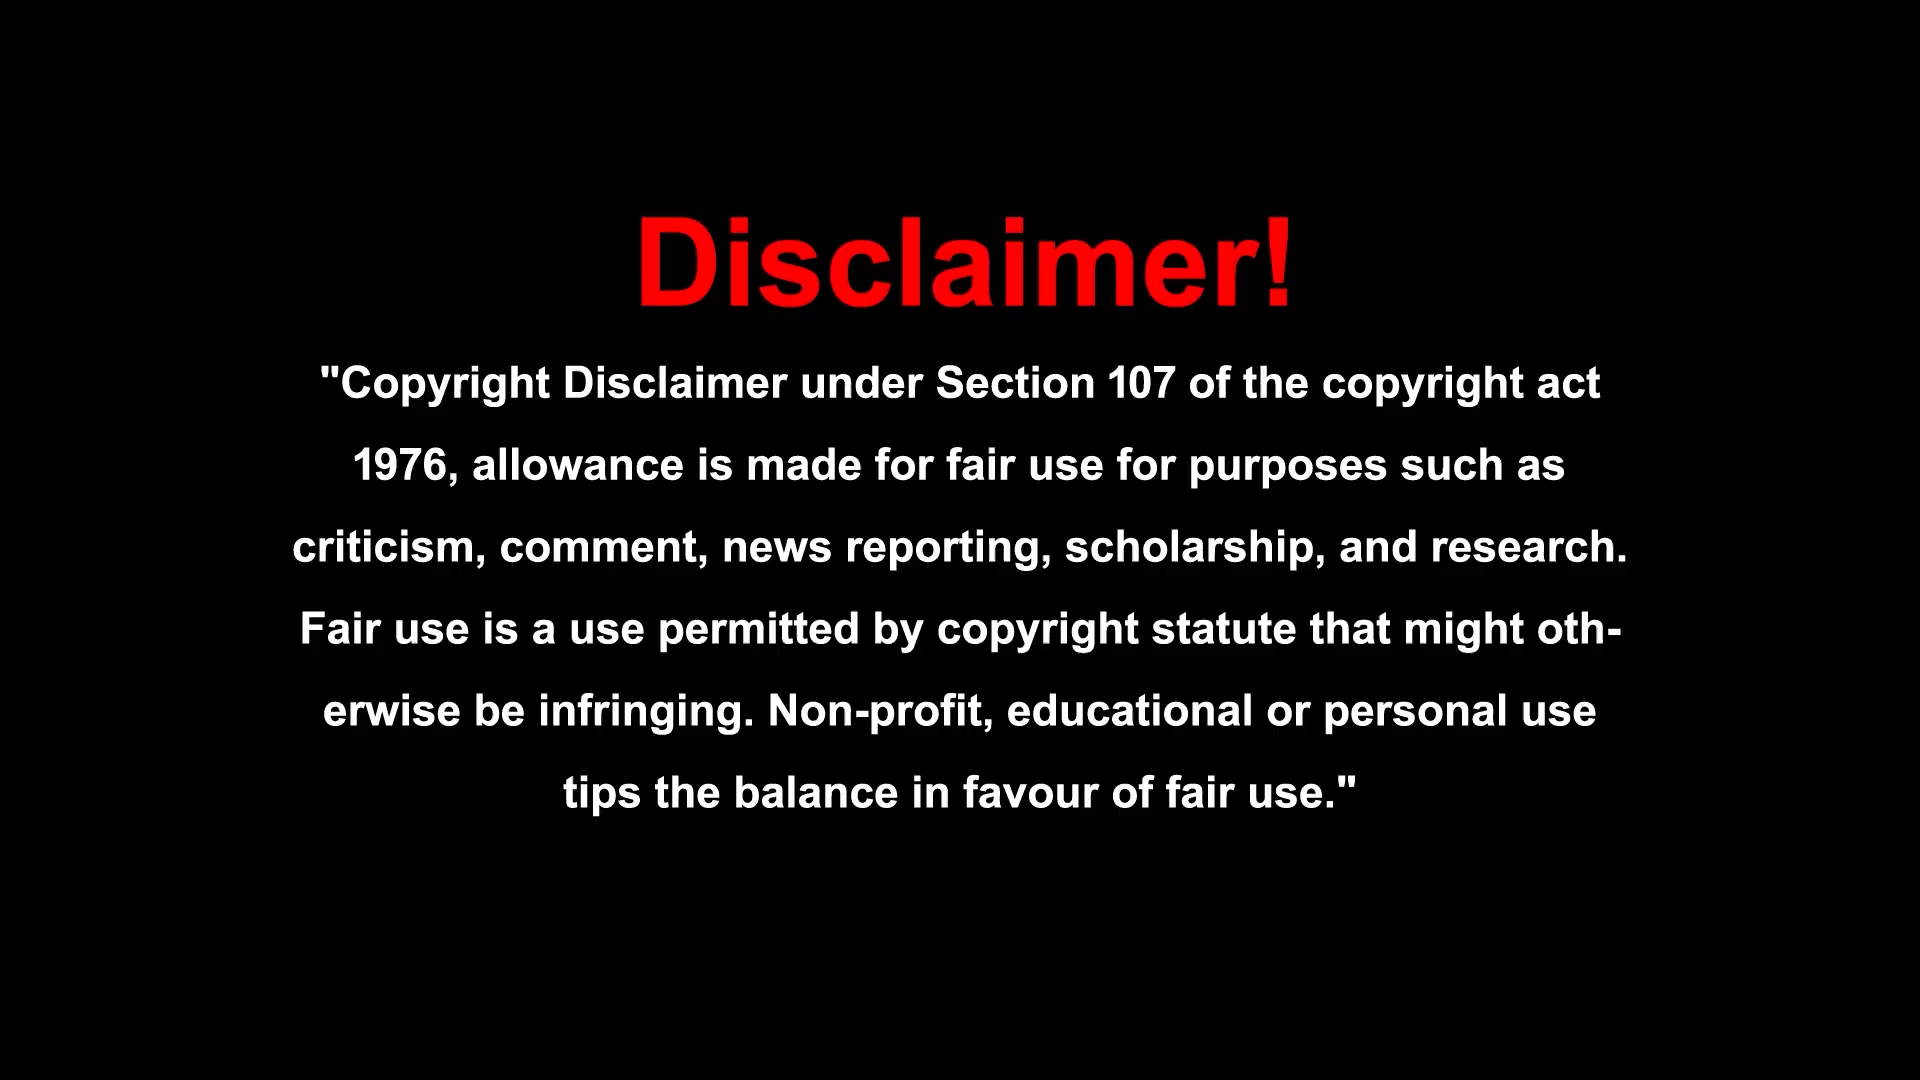 Disclaimer!
"Copyright Disclaimer under Section 107 of the copyright act
1976, allowance is made for fair use for purposes such as
criticism, comment, news reporting, scholarship, and research.
Fair use is a use permitted by copyright statute that might oth-
erwise be infringing. Non-profit, educational or personal use
tips the balance in favour of fair use."